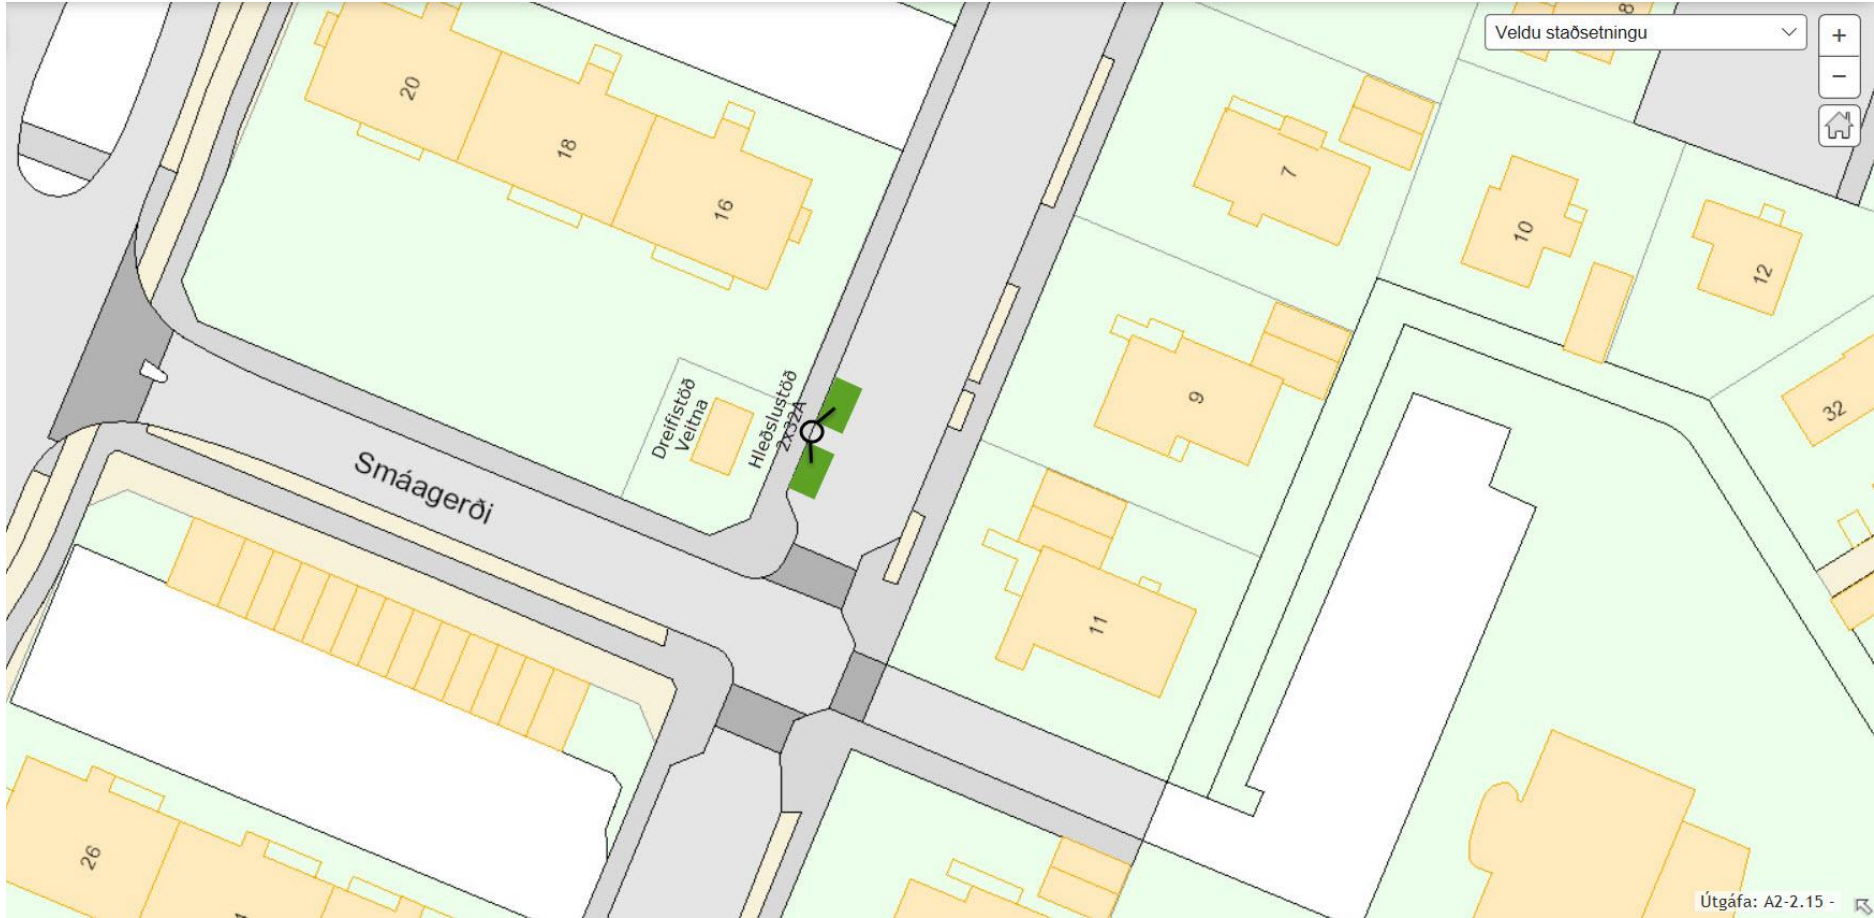 Veldu staðsetningu
+
−
8
20
18
16
7
10
12
9
32
Dreifistöð
Veitna
Hleðslustöð
2x32A
Smáagerði
11
26
Útgáfa: A2-2.15 -